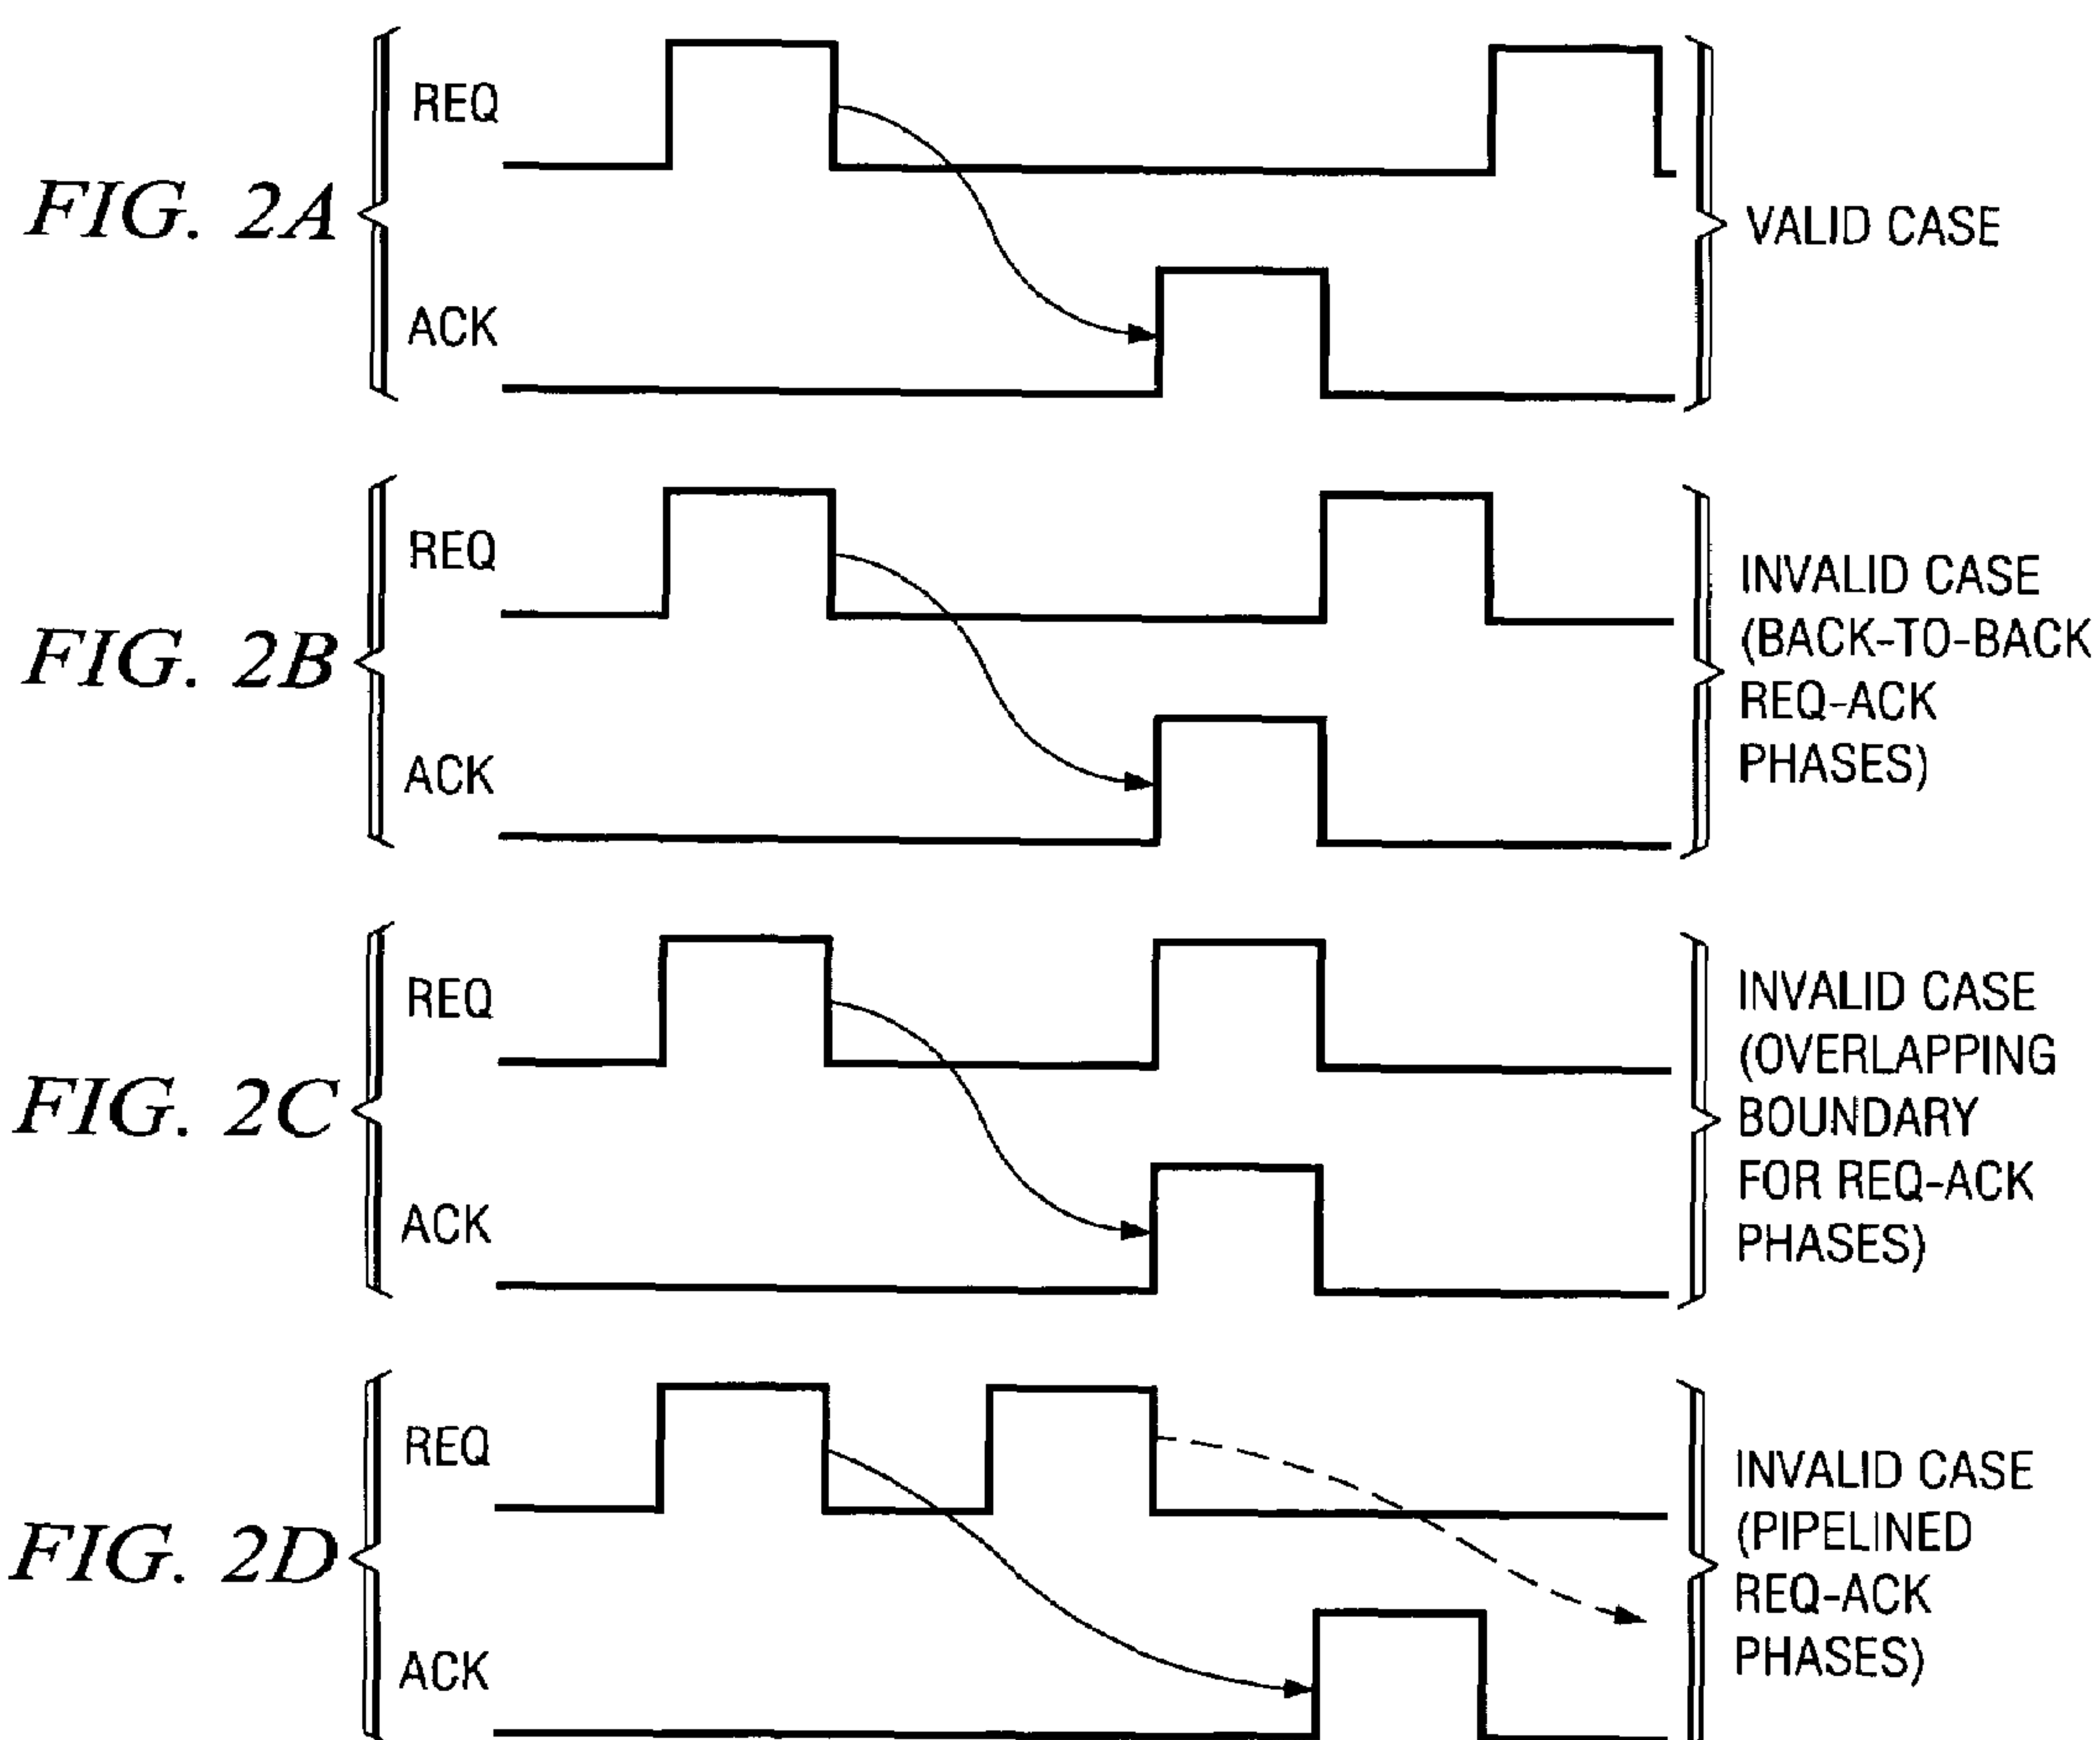 FIG. 2A
REQ
ACK
VALID CASE
FIG. 2B
REQ
ACK
INVALID CASE
(BACK-TO-BACK
REQ-ACK
PHASES)
FIG. 2C
REQ
ACK
INVALID CASE
(OVERLAPPING
BOUNDARY
FOR REQ-ACK
PHASES)
FIG. 2D
REQ
ACK
INVALID CASE
(PIPELINED
REQ-ACK
PHASES)